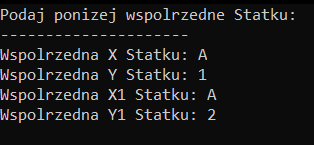 Podaj ponizej wspolrzedne Statku:
---------------------
Wspolrzedna X Statku: A
Wspolrzedna Y Statku: 1
Wspolrzedna X1 Statku: A
Wspolrzedna Y1 Statku: 2